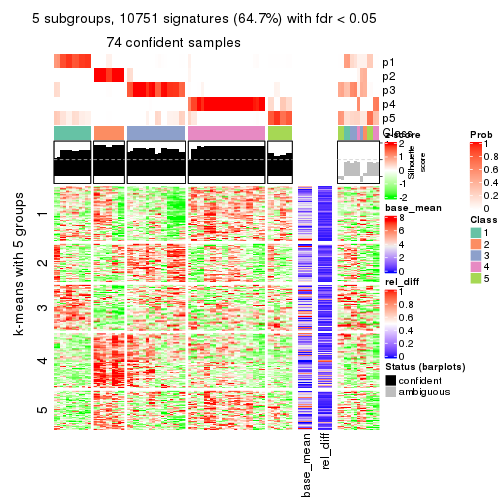 5 subgroups, 10751 signatures (64.7%) with fdr < 0.05
74 confident samples
p1
p2
p3
p4
p5
Class
Silhouette
score
k-means with 5 groups
1
2
3
4
5
base_mean
rel_diff
z-score
2
1
0
-1
-2
base_mean
8
6
4
2
0
rel_diff
1
0.8
0.6
0.4
0.2
0
Status (barplots)
confident
ambiguous
Prob
1
0.8
0.6
0.4
0.2
0
Class
1
2
3
4
5